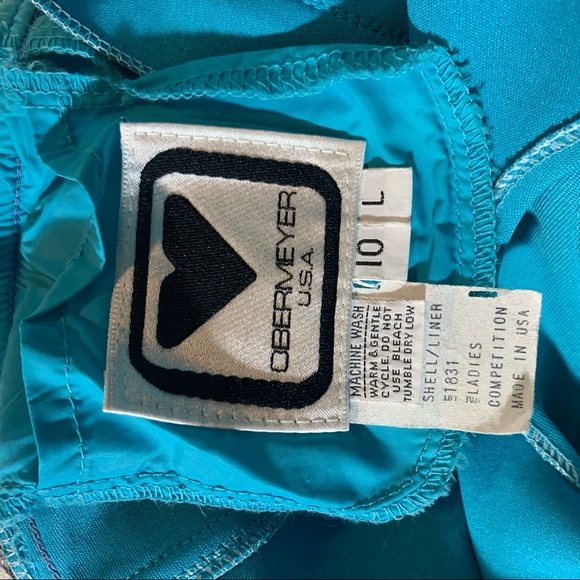 OBERMEYER
U.S.A.
10 L
MACHINE WASH
WARM & GENTLE
CYCLE. DO NOT
USE BLEACH
TUMBLE DRY LOW
SHELL/LINER
51831
LADIES
COMPETITION
MADE IN USA